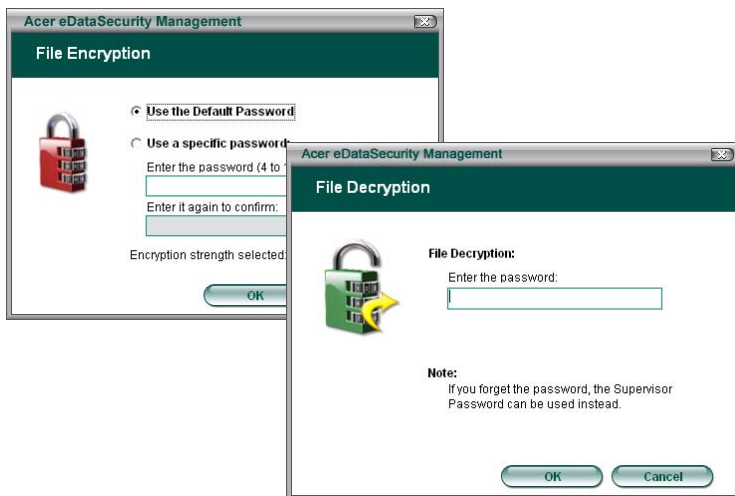 Acer eDataSecurity Management
File Encryption
Use the Default Password
Use a specific password:
Enter the password (4 to
Enter it again to confirm:
Encryption strength selected:
OK
Acer eDataSecurity Management
File Decryption
File Decryption:
Enter the password:
Note:
If you forget the password, the Supervisor
Password can be used instead.
OK
Cancel